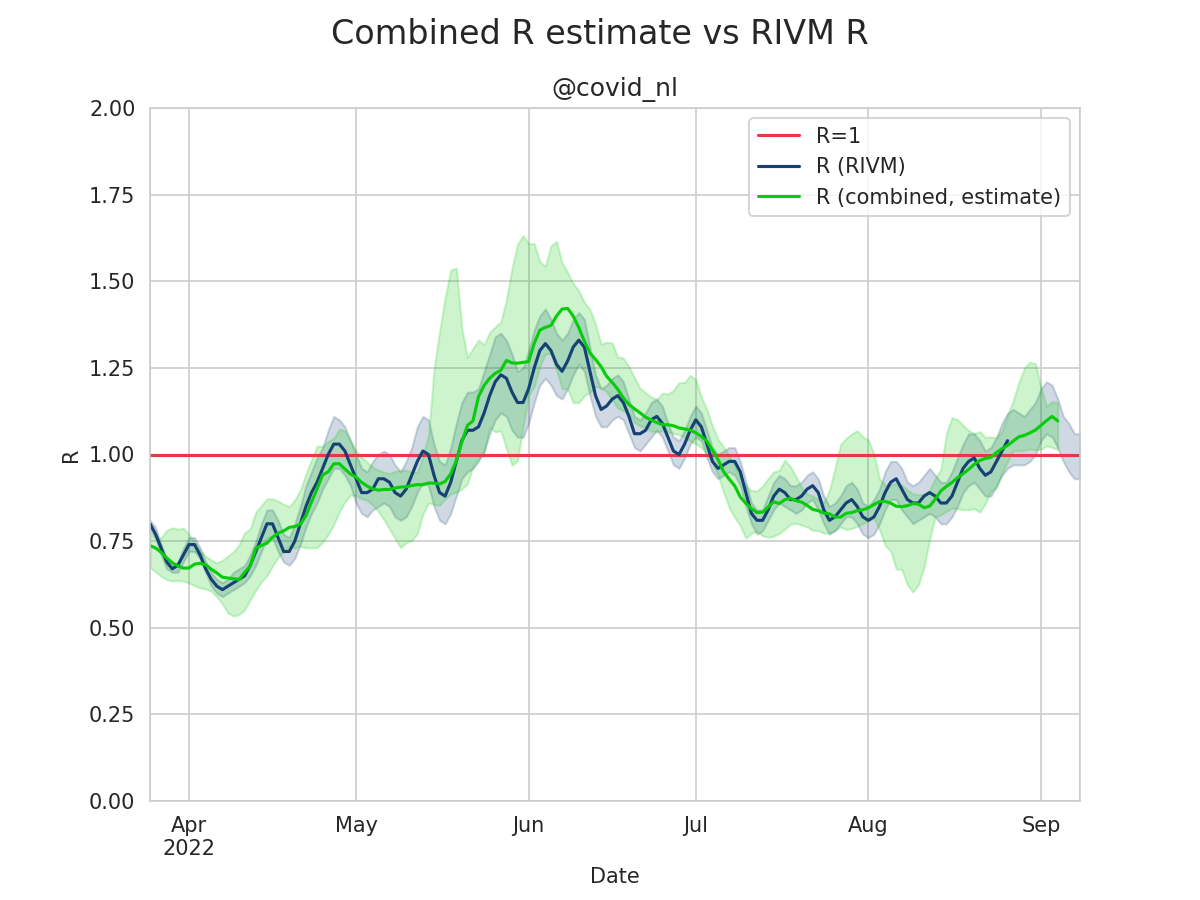 Combined R estimate vs RIVM R
@covid_nl
R=1
R (RIVM)
R (combined, estimate)
2.00
1.75
1.50
1.25
1.00
0.75
0.50
0.25
0.00
R
Apr
2022
May
Jun
Jul
Aug
Sep
Date